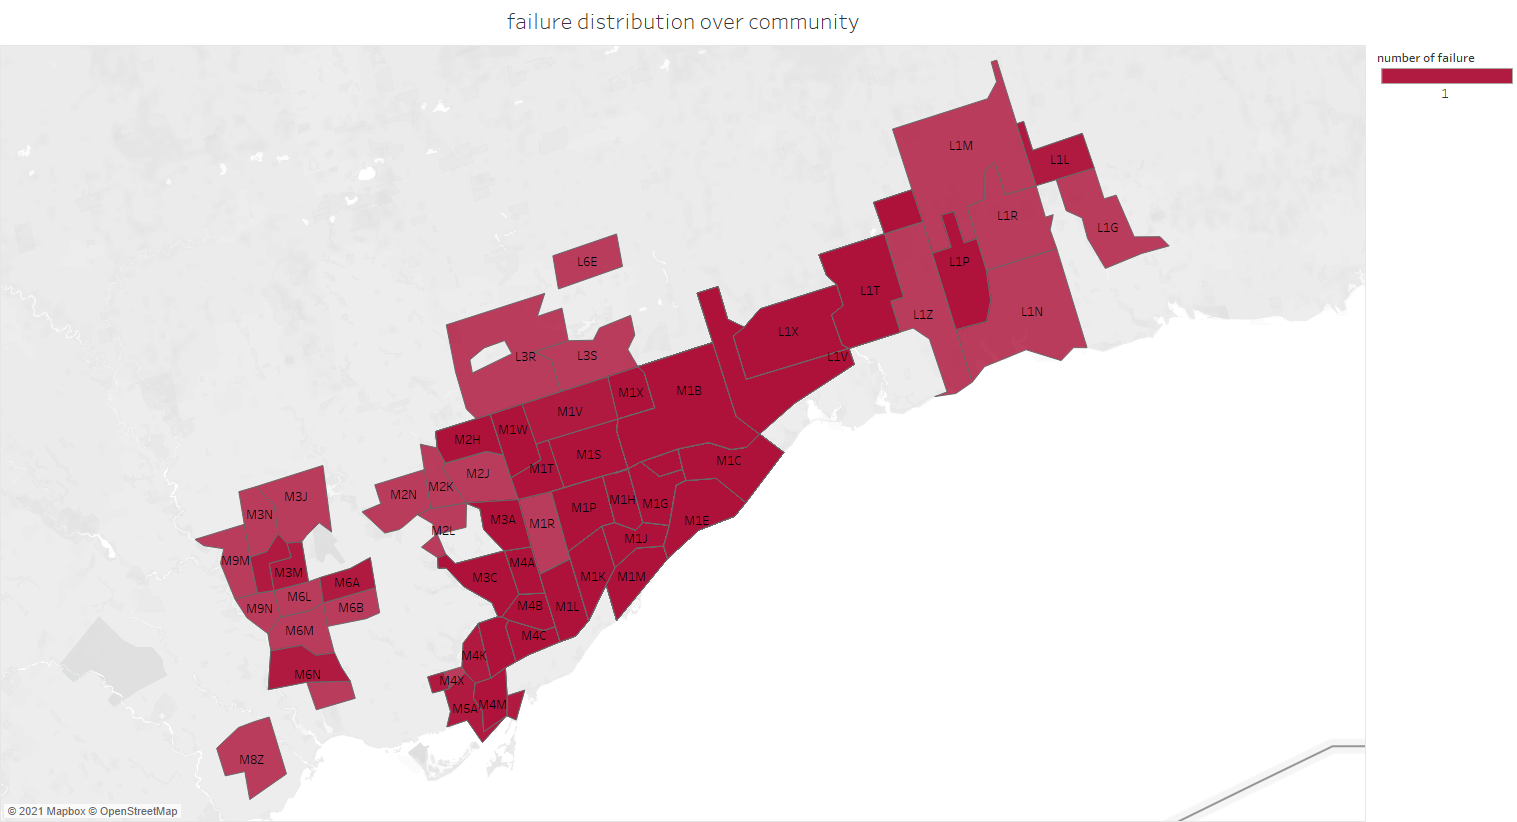 failure distribution over community
number of failure
1
L1M
L1L
L1R
L1G
L6E
L1P
L1T
L1Z
L1N
L1X
L3R
L3S
L1V
M1X
M1B
M1V
M1W
M2H
M1S
M1T
M1C
M2J
M2K
M2N
M3J
M1H
M1G
M1P
M3N
M3A
M1R
M1E
M2L
M1J
M9M
M4A
M3M
M3C
M1K
M1M
M6A
M6L
M9N
M6B
M4B
M1L
M6M
M4C
M4K
M6N
M4X
M5A
M4M
M8Z
© 2021 Mapbox © OpenStreetMap